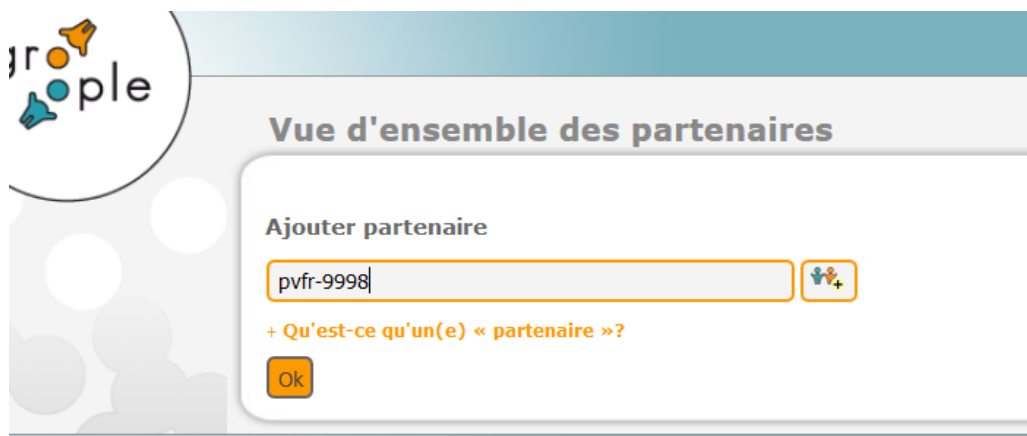 gro
ople
Vue d'ensemble des partenaires
Ajouter partenaire
pvfr-9998
+ Qu'est-ce qu'un(e) « partenaire »?
Ok